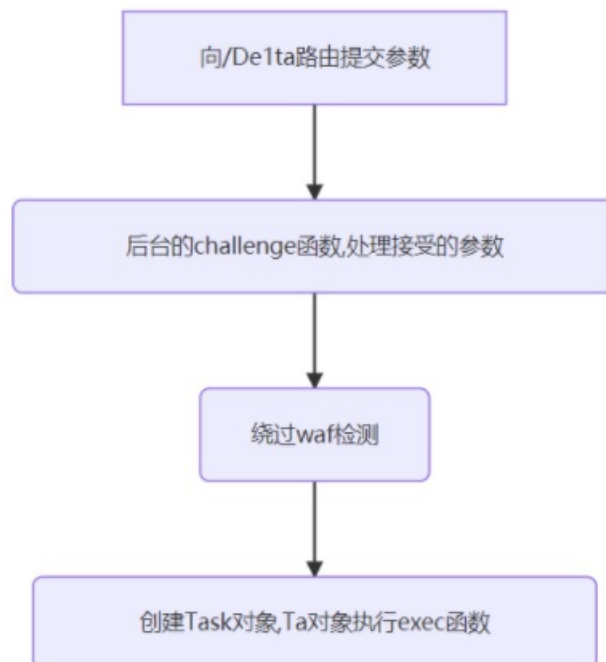 向/De1ta路由提交参数
后台的challenge函数,处理接受的参数
绕过waf检测
创建Task对象,Ta对象执行exec函数